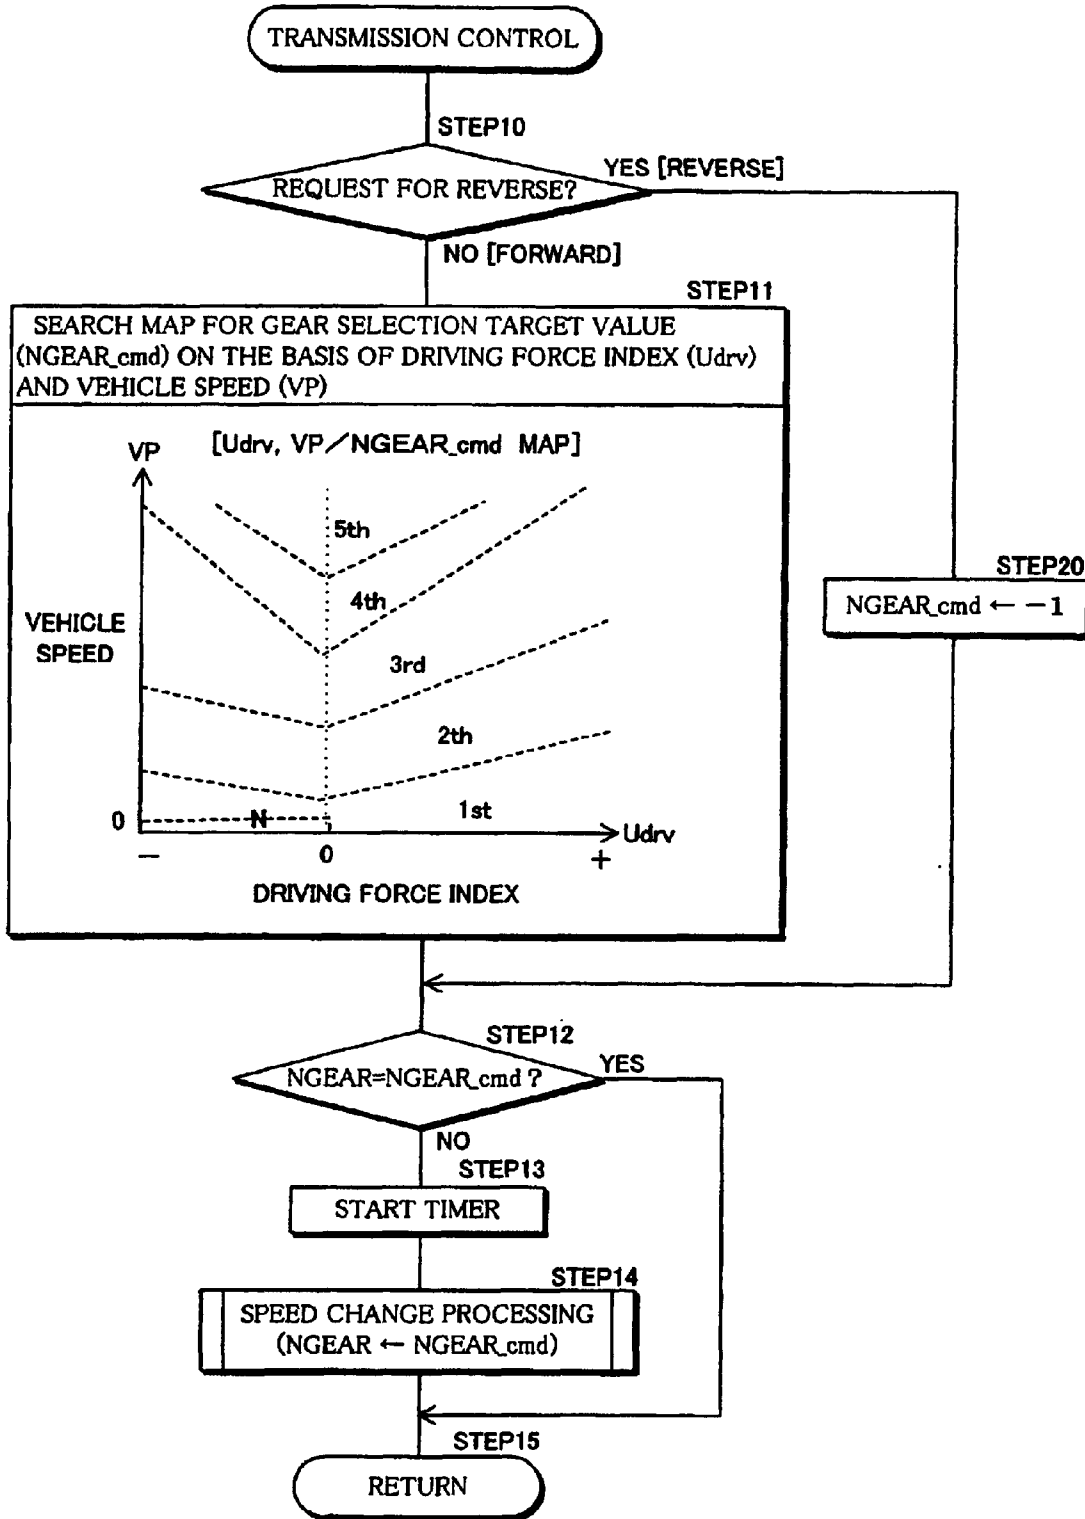 TRANSMISSION CONTROL
STEP10
REQUEST FOR REVERSE?
YES [REVERSE]
NO [FORWARD]
STEP11
SEARCH MAP FOR GEAR SELECTION TARGET VALUE
(NGEAR_cmd) ON THE BASIS OF DRIVING FORCE INDEX (Udrv)
AND VEHICLE SPEED (VP)
[Udrv, VP/NGEAR_cmd MAP]
VP
5th
4th
VEHICLE
SPEED
3rd
2th
1st
N
0
Udrv
－
0
+
DRIVING FORCE INDEX
STEP20
NGEAR_cmd ← －1
STEP12
NGEAR=NGEAR_cmd ?
YES
NO
STEP13
START TIMER
STEP14
SPEED CHANGE PROCESSING
(NGEAR ← NGEAR_cmd)
STEP15
RETURN